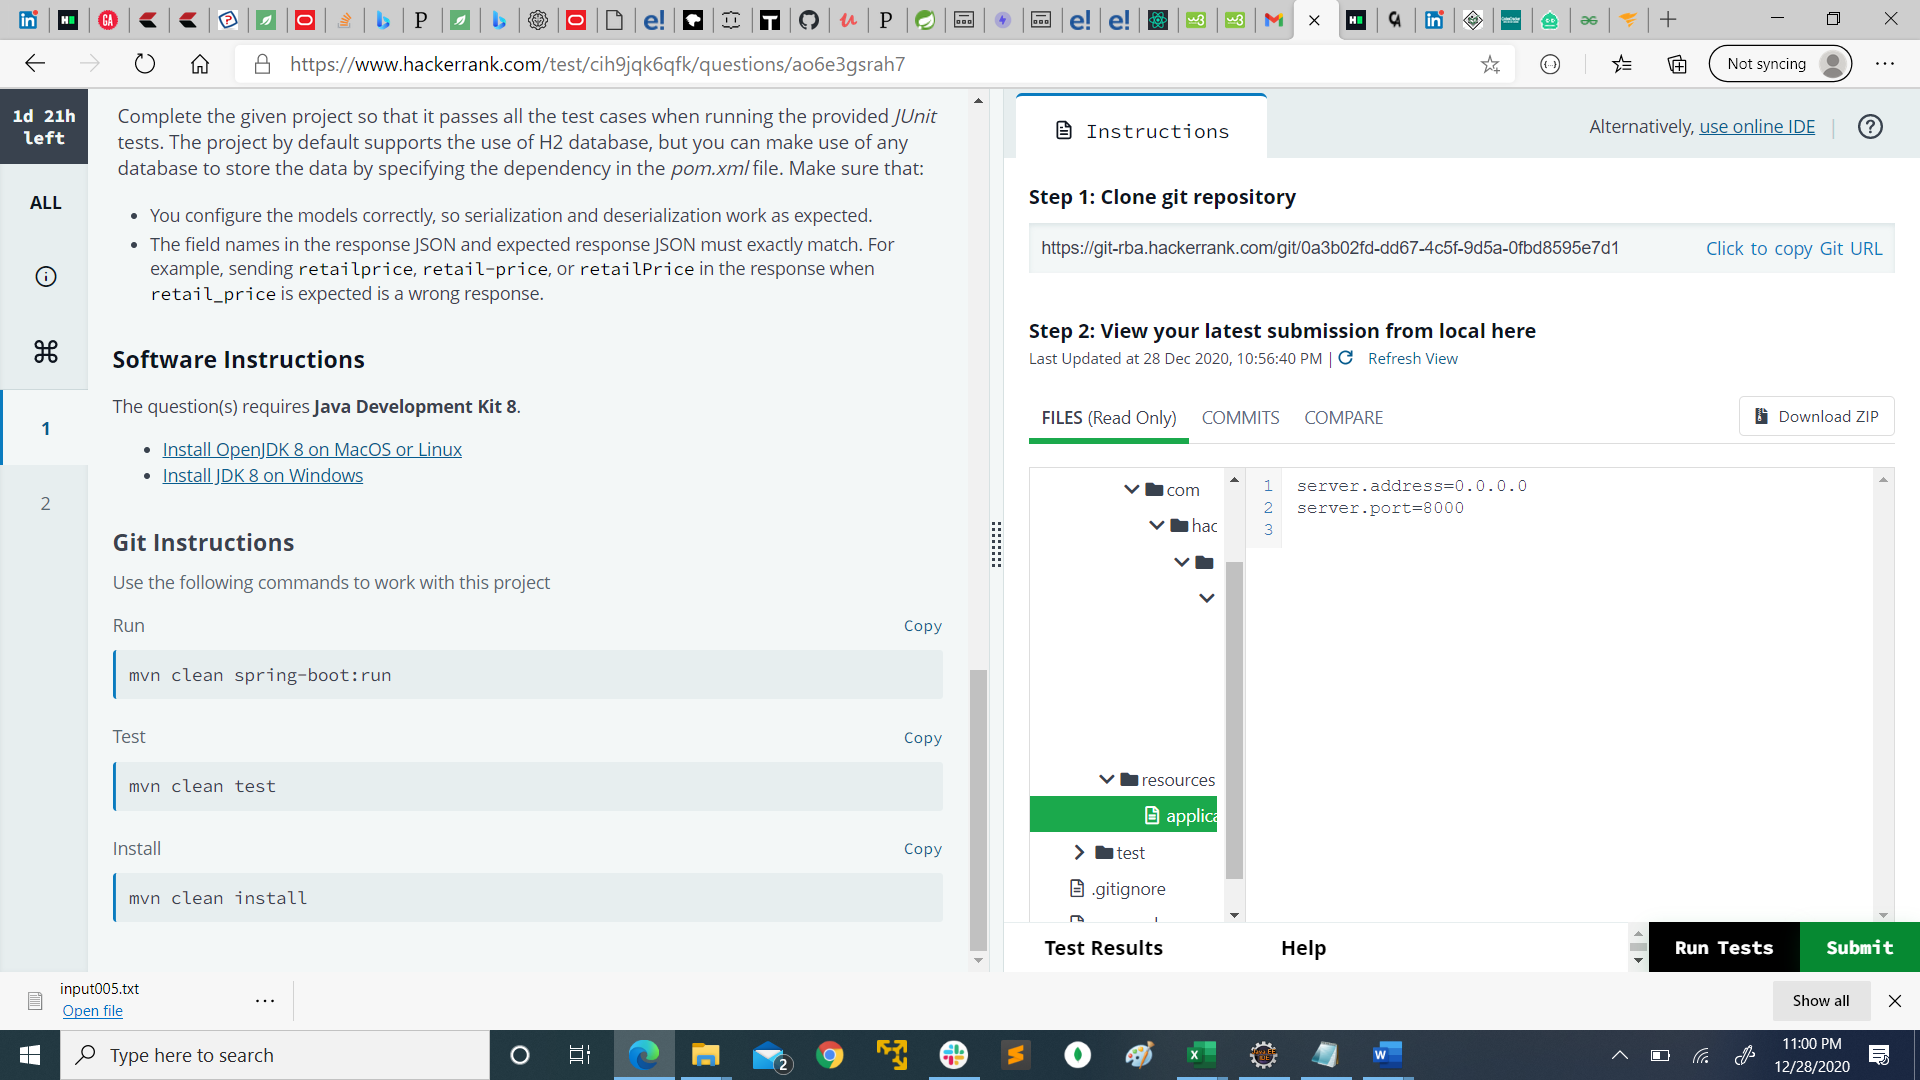 https://www.hackerrank.com/test/cih9jqk6qfk/questions/ao6e3gsrah7
Not syncing
1d 21h
left
ALL
1
2
Complete the given project so that it passes all the test cases when running the provided JUnit
tests. The project by default supports the use of H2 database, but you can make use of any
database to store the data by specifying the dependency in the pom.xml file. Make sure that:
• You configure the models correctly, so serialization and deserialization work as expected.
• The field names in the response JSON and expected response JSON must exactly match. For
example, sending retailprice, retail-price, or retailPrice in the response when
retail_price is expected is a wrong response.
Software Instructions
The question(s) requires Java Development Kit 8.
• Install OpenJDK 8 on MacOS or Linux
• Install JDK 8 on Windows
Git Instructions
Use the following commands to work with this project
Run Copy
mvn clean spring-boot:run
Test Copy
mvn clean test
Install Copy
mvn clean install
Instructions
Alternatively, use online IDE
Step 1: Clone git repository
https://git-rba.hackerrank.com/git/0a3b02fd-dd67-4c5f-9d5a-0fbd8595e7d1 Click to copy Git URL
Step 2: View your latest submission from local here
Last Updated at 28 Dec 2020, 10:56:40 PM | Refresh View
FILES (Read Only) COMMITS COMPARE Download ZIP
com
hac
resources
applica
test
.gitignore
1 server.address=0.0.0.0
2 server.port=8000
3
Test Results Help Run Tests Submit
input005.txt
Open file
Show all
Type here to search
2
11:00 PM
12/28/2020